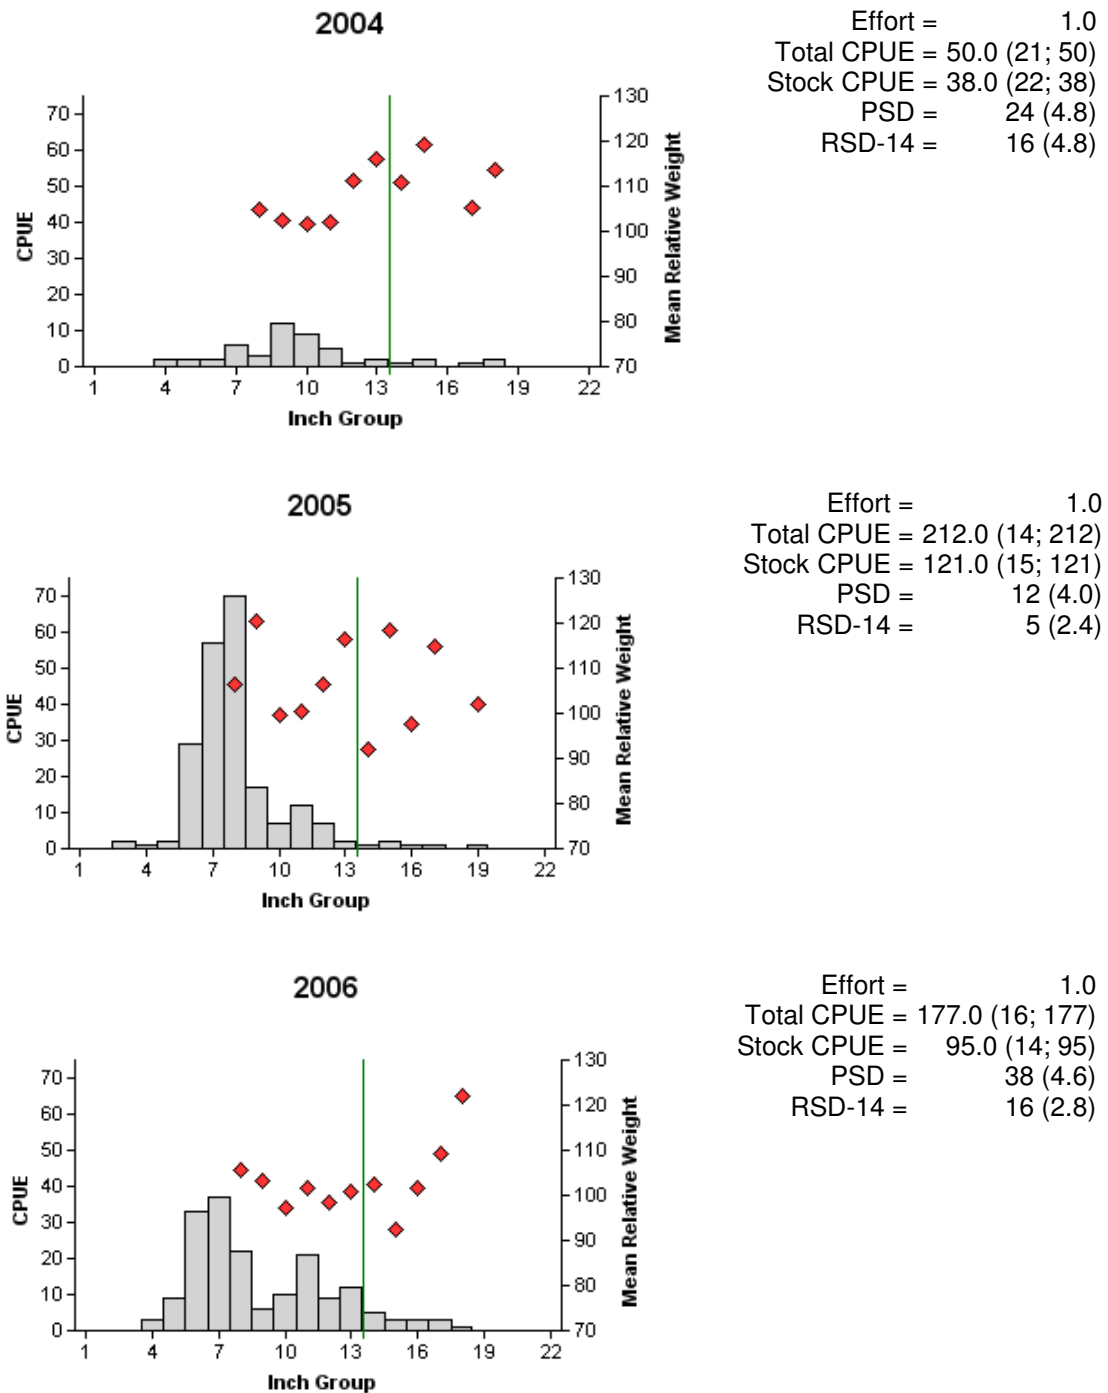 2004
Effort = 1.0
Total CPUE = 50.0 (21; 50)
Stock CPUE = 38.0 (22; 38)
PSD = 24 (4.8)
RSD-14 = 16 (4.8)
CPUE
70
60
50
40
30
20
10
0
130
120
110
100
90
80
70
Mean Relative Weight
1 4 7 10 13 16 19 22
Inch Group
2005
Effort = 1.0
Total CPUE = 212.0 (14; 212)
Stock CPUE = 121.0 (15; 121)
PSD = 12 (4.0)
RSD-14 = 5 (2.4)
CPUE
70
60
50
40
30
20
10
0
130
120
110
100
90
80
70
Mean Relative Weight
1 4 7 10 13 16 19 22
Inch Group
2006
Effort = 1.0
Total CPUE = 177.0 (16; 177)
Stock CPUE = 95.0 (14; 95)
PSD = 38 (4.6)
RSD-14 = 16 (2.8)
CPUE
70
60
50
40
30
20
10
0
130
120
110
100
90
80
70
Mean Relative Weight
1 4 7 10 13 16 19 22
Inch Group